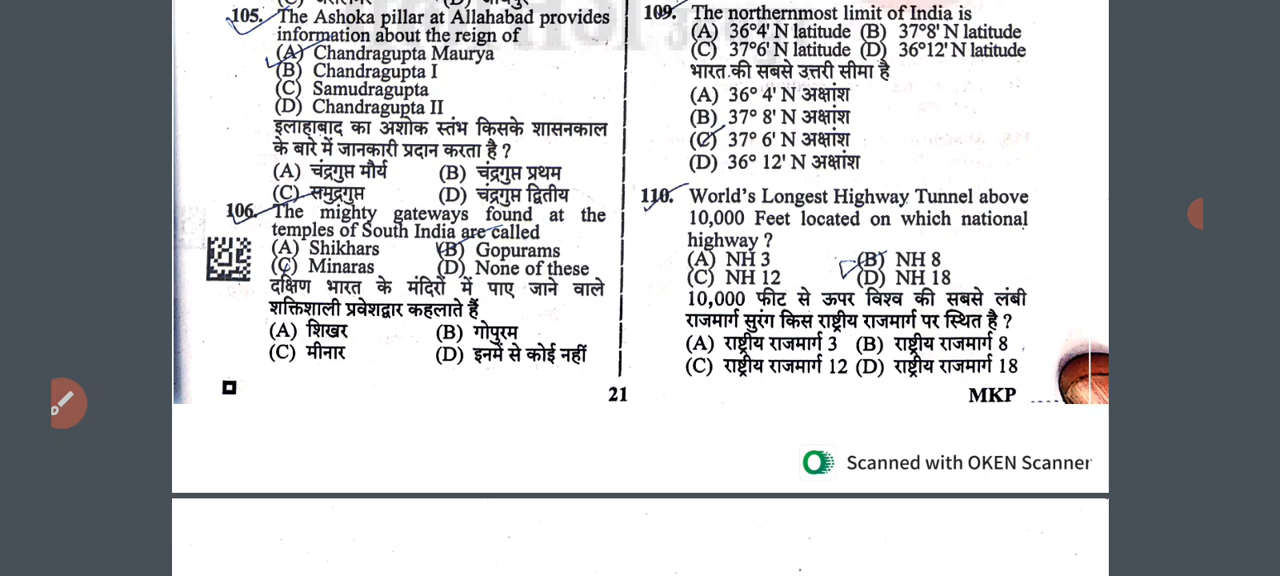 105. The Ashoka pillar at Allahabad provides
information about the reign of
(A) Chandragupta Maurya
(B) Chandragupta I
(C) Samudragupta
(D) Chandragupta II
इलाहाबाद का अशोक स्तंभ किसके शासनकाल
के बारे में जानकारी प्रदान करता है ?
(A) चंद्रगुप्त मौर्य (B) चंद्रगुप्त प्रथम
(C) समुद्रगुप्त (D) चंद्रगुप्त द्वितीय
106. The mighty gateways found at the
temples of South India are called
(A) Shikhars (B) Gopurams
(C) Minaras (D) None of these
दक्षिण भारत के मंदिरों में पाए जाने वाले
शक्तिशाली प्रवेशद्वार कहलाते हैं
(A) शिखर (B) गोपुरम
(C) मीनार (D) इनमें से कोई नहीं
109. The northernmost limit of India is
(A) 36°4' N latitude (B) 37°8' N latitude
(C) 37°6' N latitude (D) 36°12' N latitude
भारत की सबसे उत्तरी सीमा है
(A) 36° 4' N अक्षांश
(B) 37° 8' N अक्षांश
(C) 37° 6' N अक्षांश
(D) 36° 12' N अक्षांश
110. World's Longest Highway Tunnel above
10,000 Feet located on which national
highway ?
(A) NH 3 (B) NH 8
(C) NH 12 (D) NH 18
10,000 फीट से ऊपर विश्व की सबसे लंबी
राजमार्ग सुरंग किस राष्ट्रीय राजमार्ग पर स्थित है ?
(A) राष्ट्रीय राजमार्ग 3 (B) राष्ट्रीय राजमार्ग 8
(C) राष्ट्रीय राजमार्ग 12 (D) राष्ट्रीय राजमार्ग 18
21 MKP
Scanned with OKEN Scanner